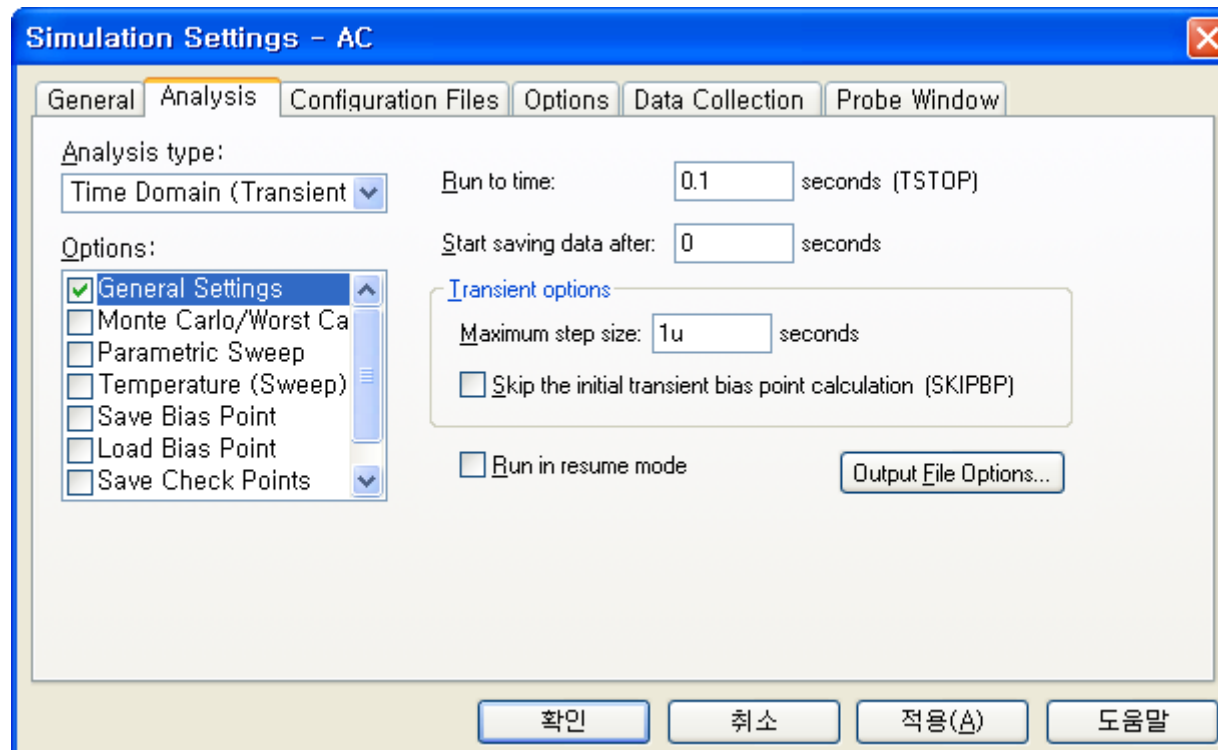 Simulation Settings - AC
General Analysis Configuration Files Options Data Collection Probe Window
Analysis type:
Time Domain (Transient
Options:
General Settings
Monte Carlo/Worst Ca
Parametric Sweep
Temperature (Sweep)
Save Bias Point
Load Bias Point
Save Check Points
Run to time: 0.1 seconds (TSTOP)
Start saving data after: 0 seconds
Transient options
Maximum step size: 1u seconds
Skip the initial transient bias point calculation (SKIPBP)
Run in resume mode
Output File Options...
확인 취소 적용(A) 도움말